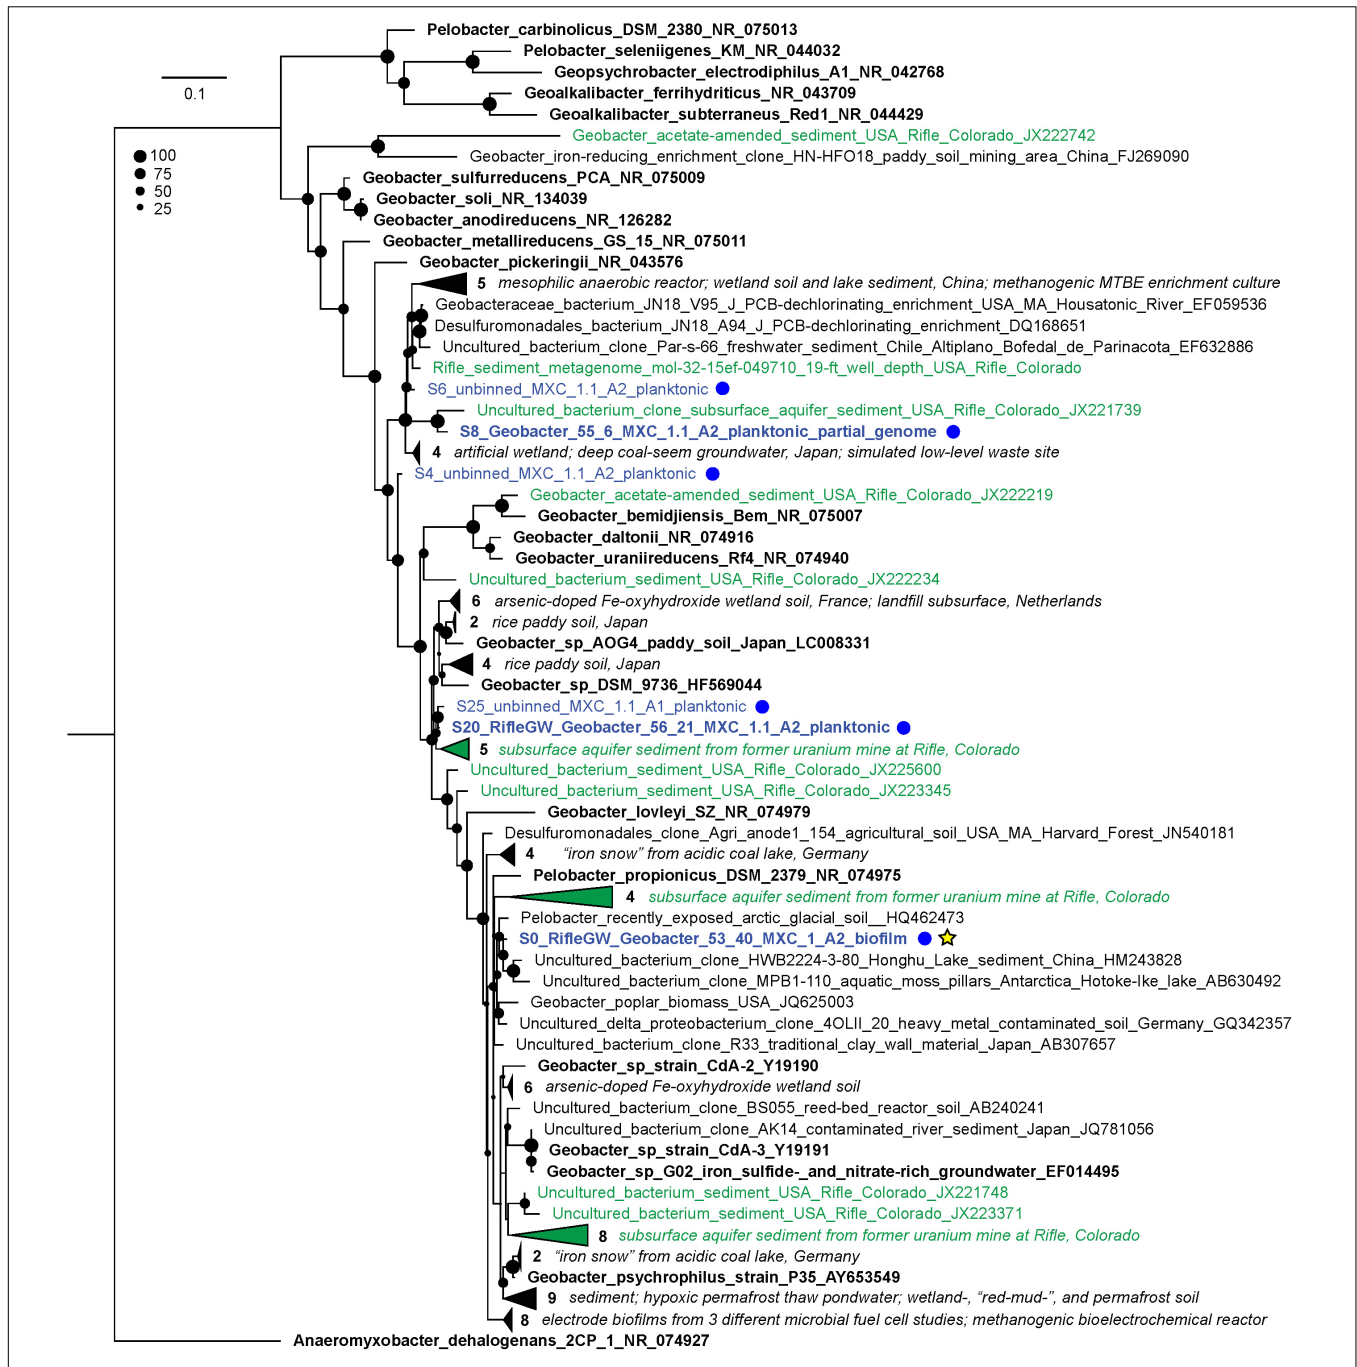 Pelobacter_carbinolicus_DSM_2380_NR_075013
Pelobacter_seleniigenes_KM_NR_044032
Geopsychrobacter_electrodiphilus_A1_NR_042768
0.1
Geoalkalibacter_ferrihydriticus_NR_043709
Geoalkalibacter_subterraneus_Red1_NR_044429
Geobacter_acetate-amended_sediment_USA_Rifle_Colorado_JX222742
100
Geobacter_iron-reducing_enrichment_clone_HN-HFO18_paddy_soil_mining_area_China_FJ269090
75
Geobacter_sulfurreducens_PCA_NR_075009
50
Geobacter_soli_NR_134039
25
Geobacter_anodireducens_NR_126282
Geobacter_metallireducens_GS_15_NR_075011
Geobacter_pickeringii_NR_043576
5 mesophilic anaerobic reactor; wetland soil and lake sediment, China; methanogenic MTBE enrichment culture
Geobacteraceae_bacterium_JN18_V95_J_PCB-dechlorinating_enrichment_USA_MA_Housatonic_River_EF059536
Desulfuromonadales_bacterium_JN18_A94_J_PCB-dechlorinating_enrichment_DQ168651
Uncultured_bacterium_clone_Par-s-66_freshwater_sediment_Chile_Altiplano_Bofedal_de_Parinacota_EF632886
Rifle_sediment_metagenome_mol-32-15ef-049710_19-ft_well_depth_USA_Rifle_Colorado
S6_unbinned_MXC_1.1_A2_planktonic
Uncultured_bacterium_clone_subsurface_aquifer_sediment_USA_Rifle_Colorado_JX221739
S8_Geobacter_55_6_MXC_1.1_A2_planktonic_partial_genome
4 artificial wetland; deep coal-seem groundwater, Japan; simulated low-level waste site
S4_unbinned_MXC_1.1_A2_planktonic
Geobacter_acetate-amended_sediment_USA_Rifle_Colorado_JX222219
Geobacter_bemidjiensis_Bem_NR_075007
Geobacter_daltonii_NR_074916
Geobacter_uraniireducens_Rf4_NR_074940
Uncultured_bacterium_sediment_USA_Rifle_Colorado_JX222234
6 arsenic-doped Fe-oxyhydroxide wetland soil, France; landfill subsurface, Netherlands
2 rice paddy soil, Japan
Geobacter_sp_AOG4_paddy_soil_Japan_LC008331
4 rice paddy soil, Japan
Geobacter_sp_DSM_9736_HF569044
S25_unbinned_MXC_1.1_A1_planktonic
S20_RifleGW_Geobacter_56_21_MXC_1.1_A2_planktonic
5 subsurface aquifer sediment from former uranium mine at Rifle, Colorado
Uncultured_bacterium_sediment_USA_Rifle_Colorado_JX225600
Uncultured_bacterium_sediment_USA_Rifle_Colorado_JX223345
Geobacter_lovleyi_SZ_NR_074979
Desulfuromonadales_clone_Agri_anode1_154_agricultural_soil_USA_MA_Harvard_Forest_JN540181
4 “iron snow” from acidic coal lake, Germany
Pelobacter_propionicus_DSM_2379_NR_074975
4 subsurface aquifer sediment from former uranium mine at Rifle, Colorado
Pelobacter_recently_exposed_arctic_glacial_soil__HQ462473
S0_RifleGW_Geobacter_53_40_MXC_1_A2_biofilm
Uncultured_bacterium_clone_HWB2224-3-80_Honghu_Lake_sediment_China_HM243828
Uncultured_bacterium_clone_MPB1-110_aquatic_moss_pillars_Antarctica_Hotoke-Ike_lake_AB630492
Geobacter_poplar_biomass_USA_JQ625003
Uncultured_delta_proteobacterium_clone_4OLII_20_heavy_metal_contaminated_soil_Germany_GQ342357
Uncultured_bacterium_clone_R33_traditional_clay_wall_material_Japan_AB307657
Geobacter_sp_strain_CdA-2_Y19190
6 arsenic-doped Fe-oxyhydroxide wetland soil
Uncultured_bacterium_clone_BS055_reed-bed_reactor_soil_AB240241
Uncultured_bacterium_clone_AK14_contaminated_river_sediment_Japan_JQ781056
Geobacter_sp_strain_CdA-3_Y19191
Geobacter_sp_G02_iron_sulfide-_and_nitrate-rich_groundwater_EF014495
Uncultured_bacterium_sediment_USA_Rifle_Colorado_JX221748
Uncultured_bacterium_sediment_USA_Rifle_Colorado_JX223371
8 subsurface aquifer sediment from former uranium mine at Rifle, Colorado
2 “iron snow” from acidic coal lake, Germany
Geobacter_psychrophilus_strain_P35_AY653549
9 sediment; hypoxic permafrost thaw pondwater; wetland-, “red-mud-”, and permafrost soil
8 electrode biofilms from 3 different microbial fuel cell studies; methanogenic bioelectrochemical reactor
Anaeromyxobacter_dehalogenans_2CP_1_NR_074927